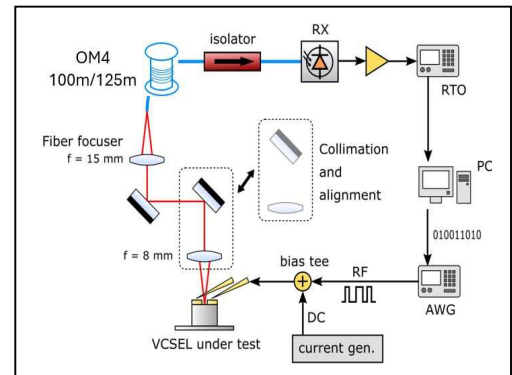 OM4
100m/125m
isolator
RX
RTO
Fiber focuser
f = 15 mm
Collimation
and
alignment
PC
010011010
f = 8 mm
bias tee
RF
AWG
DC
VCSEL under test
current gen.